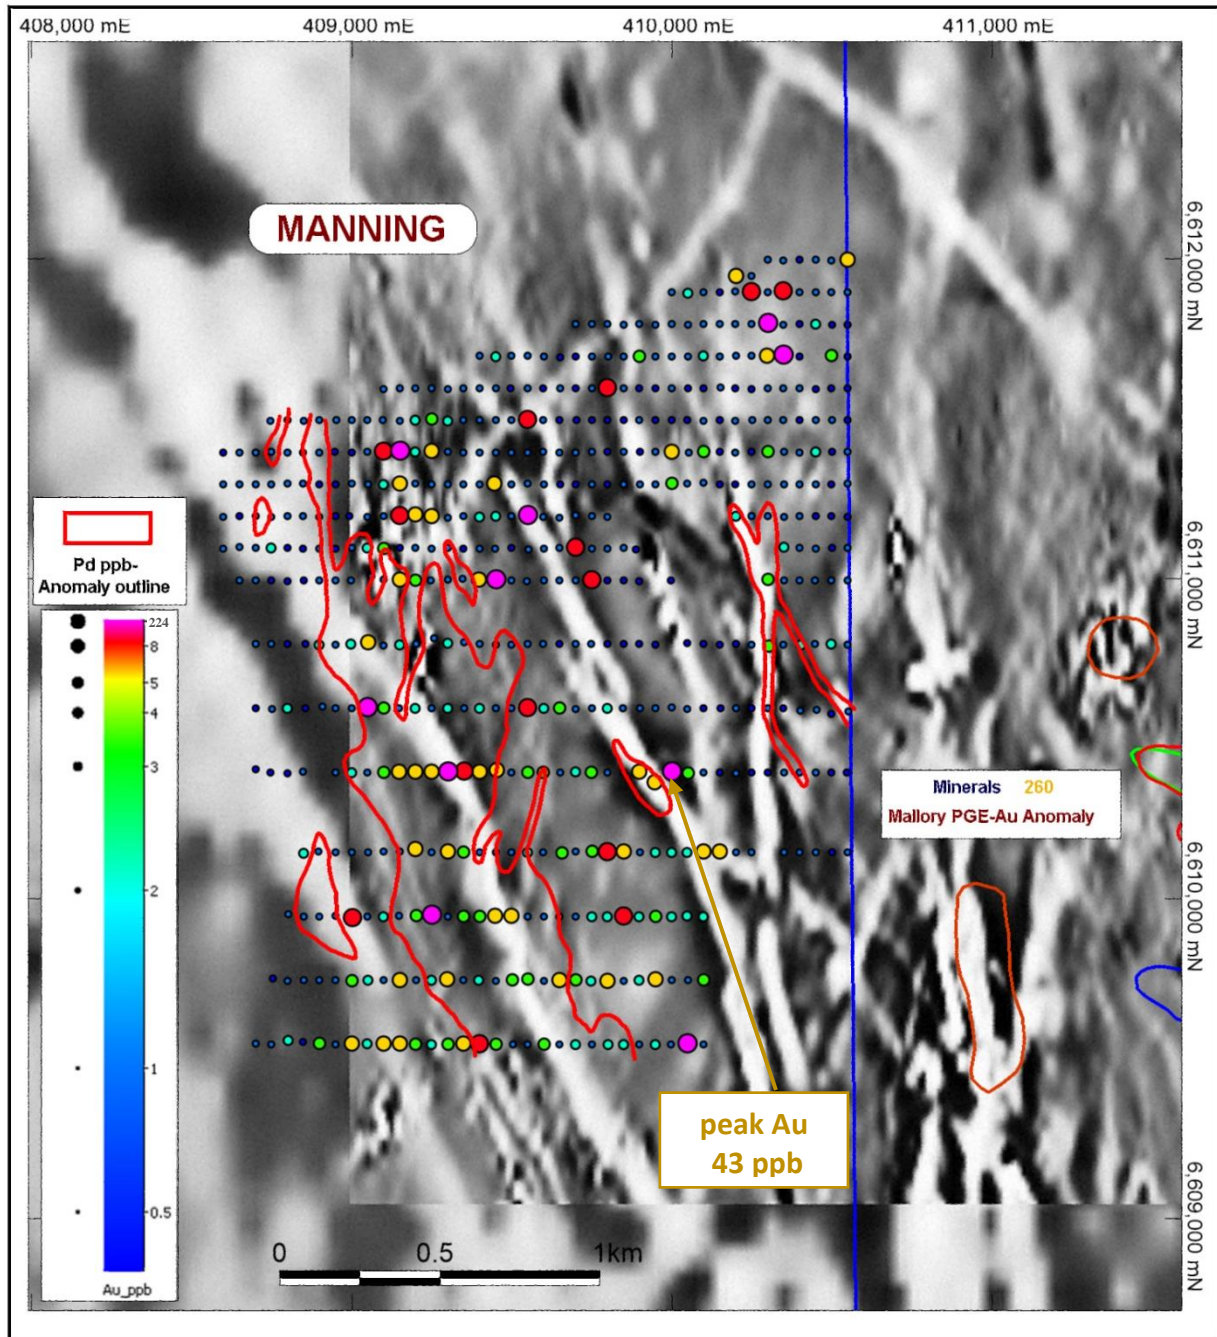 408,000 mE
409,000 mE
410,000 mE
411,000 mE
MANNING
6,612,000 mN
6,611,000 mN
6,610,000 mN
6,609,000 mN
Pd ppb-
Anomaly outline
224
8
5
4
3
2
1
0.5
Au_ppb
Minerals 260
Mallory PGE-Au Anomaly
peak Au
43 ppb
0 0.5 1km